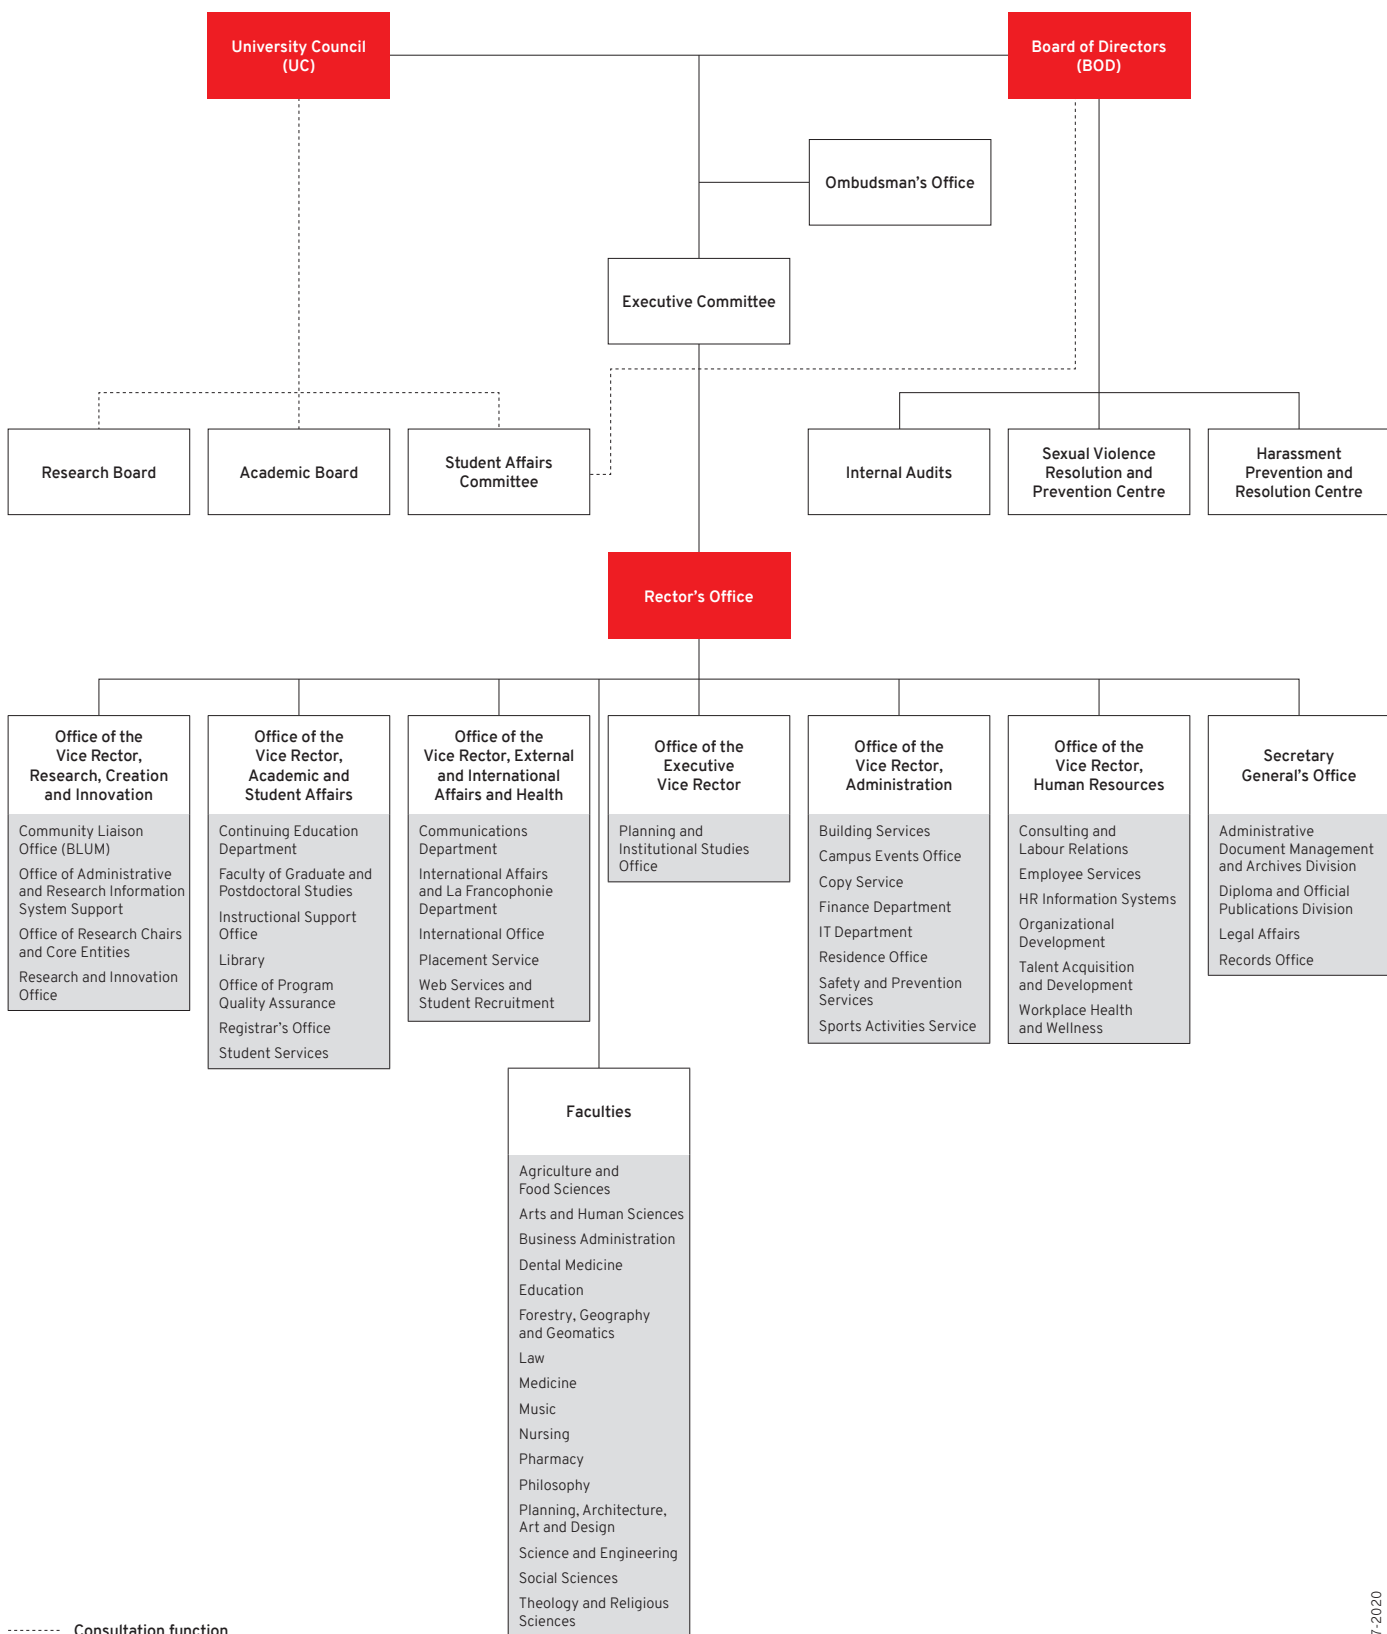 University Council
(UC)
Board of Directors
(BOD)
Ombudsman's Office
Executive Committee
Research Board
Academic Board
Student Affairs
Committee
Internal Audits
Sexual Violence
Resolution and
Prevention Centre
Harassment
Prevention and
Resolution Centre
Rector's Office
Office of the
Vice Rector,
Research, Creation
and Innovation
Community Liaison
Office (BLUM)
Office of Administrative
and Research Information
System Support
Office of Research Chairs
and Core Entities
Research and Innovation
Office
Office of the
Vice Rector,
Academic and
Student Affairs
Continuing Education
Department
Faculty of Graduate and
Postdoctoral Studies
Instructional Support
Office
Library
Office of Program
Quality Assurance
Registrar's Office
Student Services
Office of the
Vice Rector, External
and International
Affairs and Health
Communications
Department
International Affairs
and La Francophonie
Department
International Office
Placement Service
Web Services and
Student Recruitment
Office of the
Executive
Vice Rector
Planning and
Institutional Studies
Office
Office of the
Vice Rector,
Administration
Building Services
Campus Events Office
Copy Service
Finance Department
IT Department
Residence Office
Safety and Prevention
Services
Sports Activities Service
Office of the
Vice Rector,
Human Resources
Consulting and
Labour Relations
Employee Services
HR Information Systems
Organizational
Development
Talent Acquisition
and Development
Workplace Health
and Wellness
Secretary
General's Office
Administrative
Document Management
and Archives Division
Diploma and Official
Publications Division
Legal Affairs
Records Office
Faculties
Agriculture and
Food Sciences
Arts and Human Sciences
Business Administration
Dental Medicine
Education
Forestry, Geography
and Geomatics
Law
Medicine
Music
Nursing
Pharmacy
Philosophy
Planning, Architecture,
Art and Design
Science and Engineering
Social Sciences
Theology and Religious
Sciences
Consultation function
7-2020